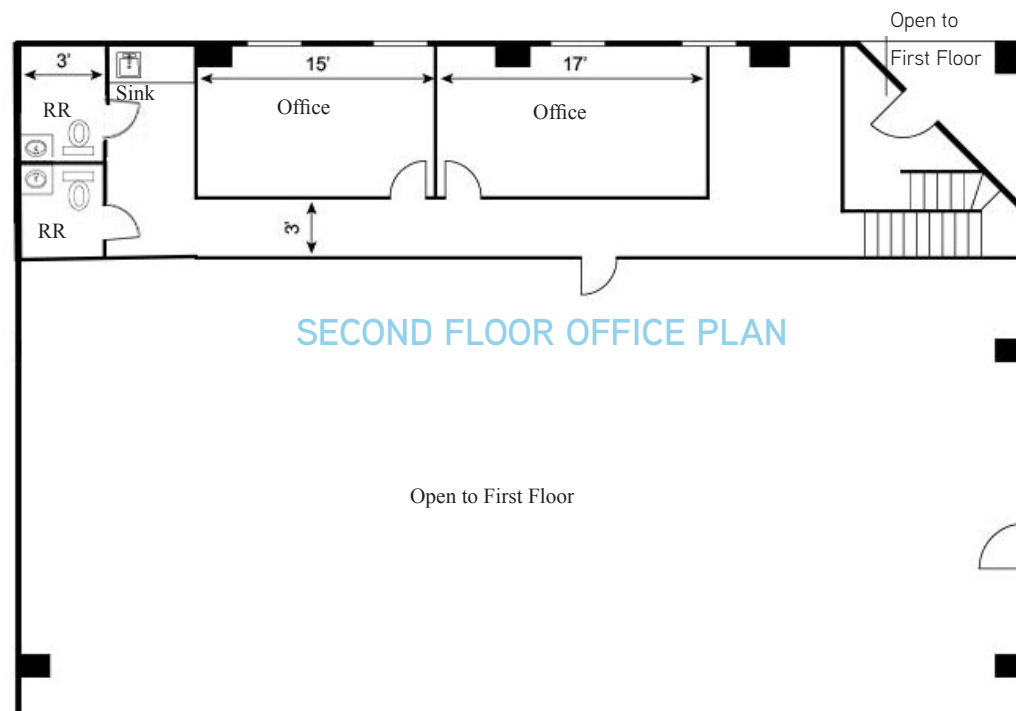 Open to
First Floor
3'
15'
17'
Sink
RR
Office
Office
RR
3'
SECOND FLOOR OFFICE PLAN
Open to First Floor